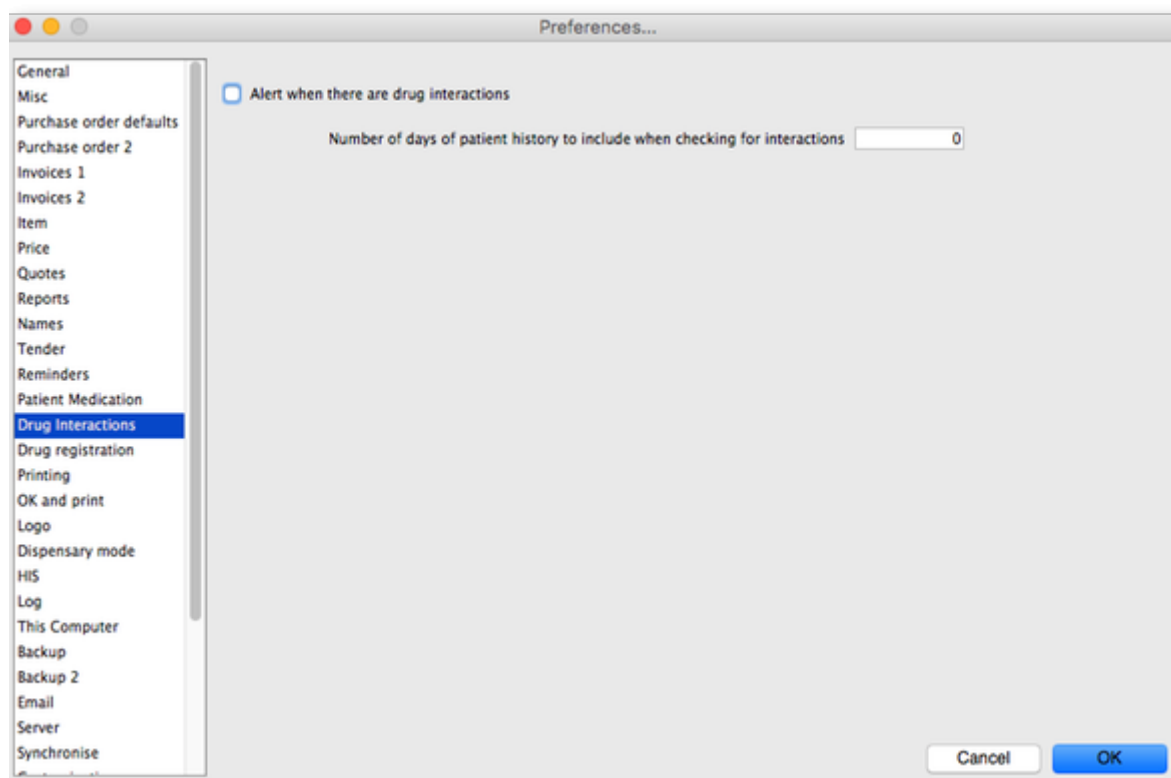 Preferences...
General
Misc
Purchase order defaults
Purchase order 2
Invoices 1
Invoices 2
Item
Price
Quotes
Reports
Names
Tender
Reminders
Patient Medication
Drug Interactions
Drug registration
Printing
OK and print
Logo
Dispensary mode
HIS
Log
This Computer
Backup
Backup 2
Email
Server
Synchronise
Alert when there are drug interactions
Number of days of patient history to include when checking for interactions 0
Cancel OK